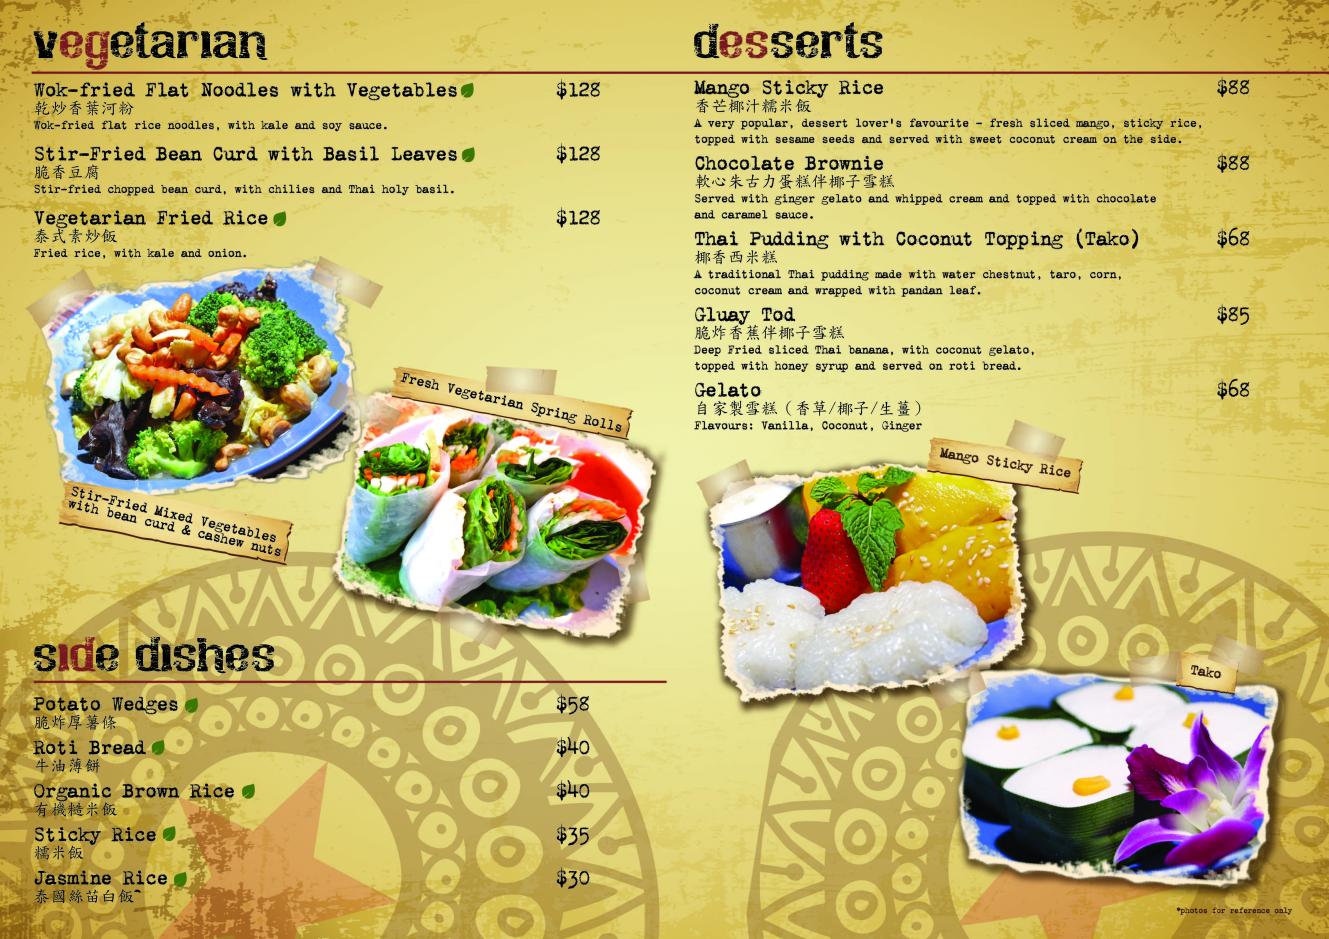 vegetarian
Wok-fried Flat Noodles with Vegetables $128
乾炒香葉河粉
Wok-fried flat rice noodles, with kale and soy sauce.
Stir-Fried Bean Curd with Basil Leaves $128
脆香豆腐
Stir-fried chopped bean curd, with chilies and Thai holy basil.
Vegetarian Fried Rice $128
泰式素炒飯
Fried rice, with kale and onion.
Stir-Fried Mixed Vegetables
with bean curd & cashew nuts
Fresh Vegetarian Spring Rolls
side dishes
Potato Wedges $58
脆炸厚薯條
Roti Bread $40
牛油薄餅
Organic Brown Rice $40
有機糙米飯
Sticky Rice $35
糯米飯
Jasmine Rice $30
泰國絲苗白飯
desserts
Mango Sticky Rice $88
香芒椰汁糯米飯
A very popular, dessert lover's favourite - fresh sliced mango, sticky rice,
topped with sesame seeds and served with sweet coconut cream on the side.
Chocolate Brownie $88
軟心朱古力蛋糕伴椰子雪糕
Served with ginger gelato and whipped cream and topped with chocolate
and caramel sauce.
Thai Pudding with Coconut Topping (Tako) $68
椰香西米糕
A traditional Thai pudding made with water chestnut, taro, corn,
coconut cream and wrapped with pandan leaf.
Gluay Tod $85
脆炸香蕉伴椰子雪糕
Deep Fried sliced Thai banana, with coconut gelato,
topped with honey syrup and served on roti bread.
Gelato $68
自家製雪糕（香草/椰子/生薑）
Flavours: Vanilla, Coconut, Ginger
Mango Sticky Rice
Tako
*photos for reference only